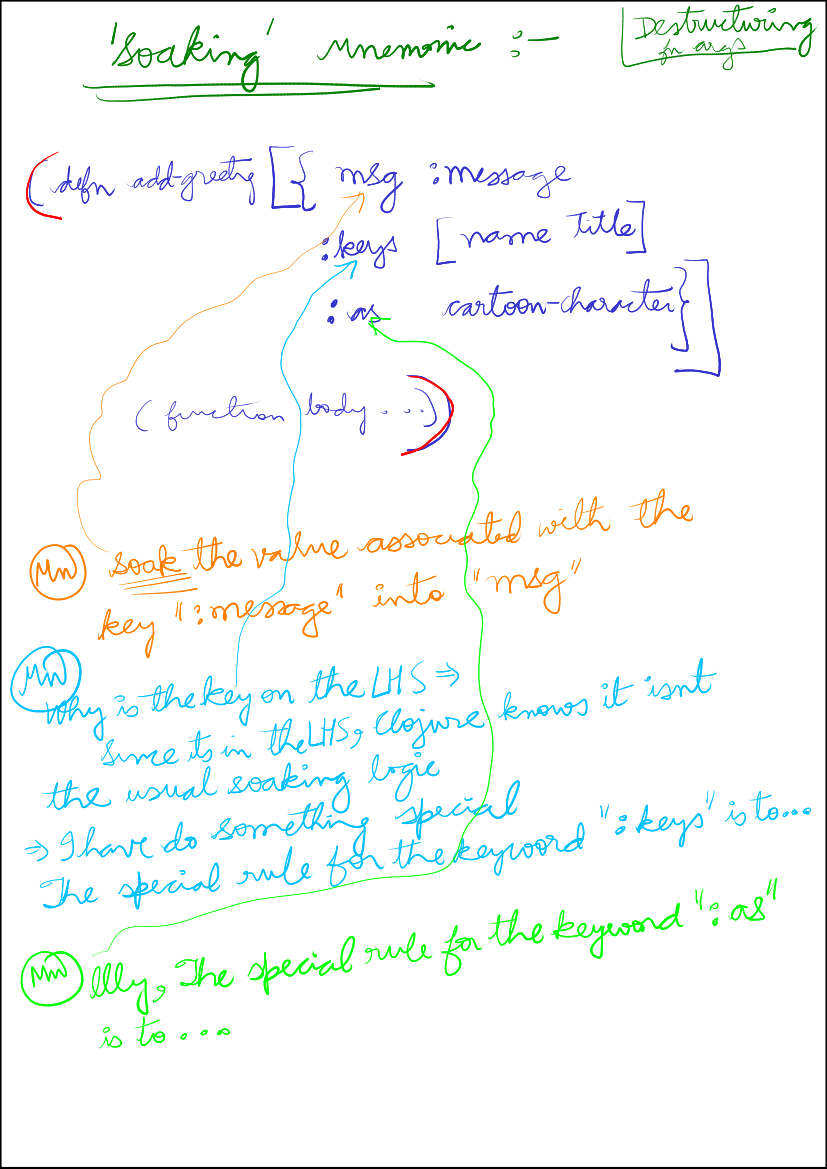 'Soaking' Mnemonic :-
Destructuring
fn args
(defn add-greeting [{ msg :message
:keys [name title]
:as cartoon-character}]
(function body ...))
Mn soak the value associated with the
key ":message" into "msg"
Mn
Why is the key on the LHS ⇒
Since its in the LHS, Clojure knows it isnt
the usual soaking logic
⇒ I have do something special
The special rule for the keyword ":keys" is to...
Mn lllly, The special rule for the keyword ":as"
is to ....